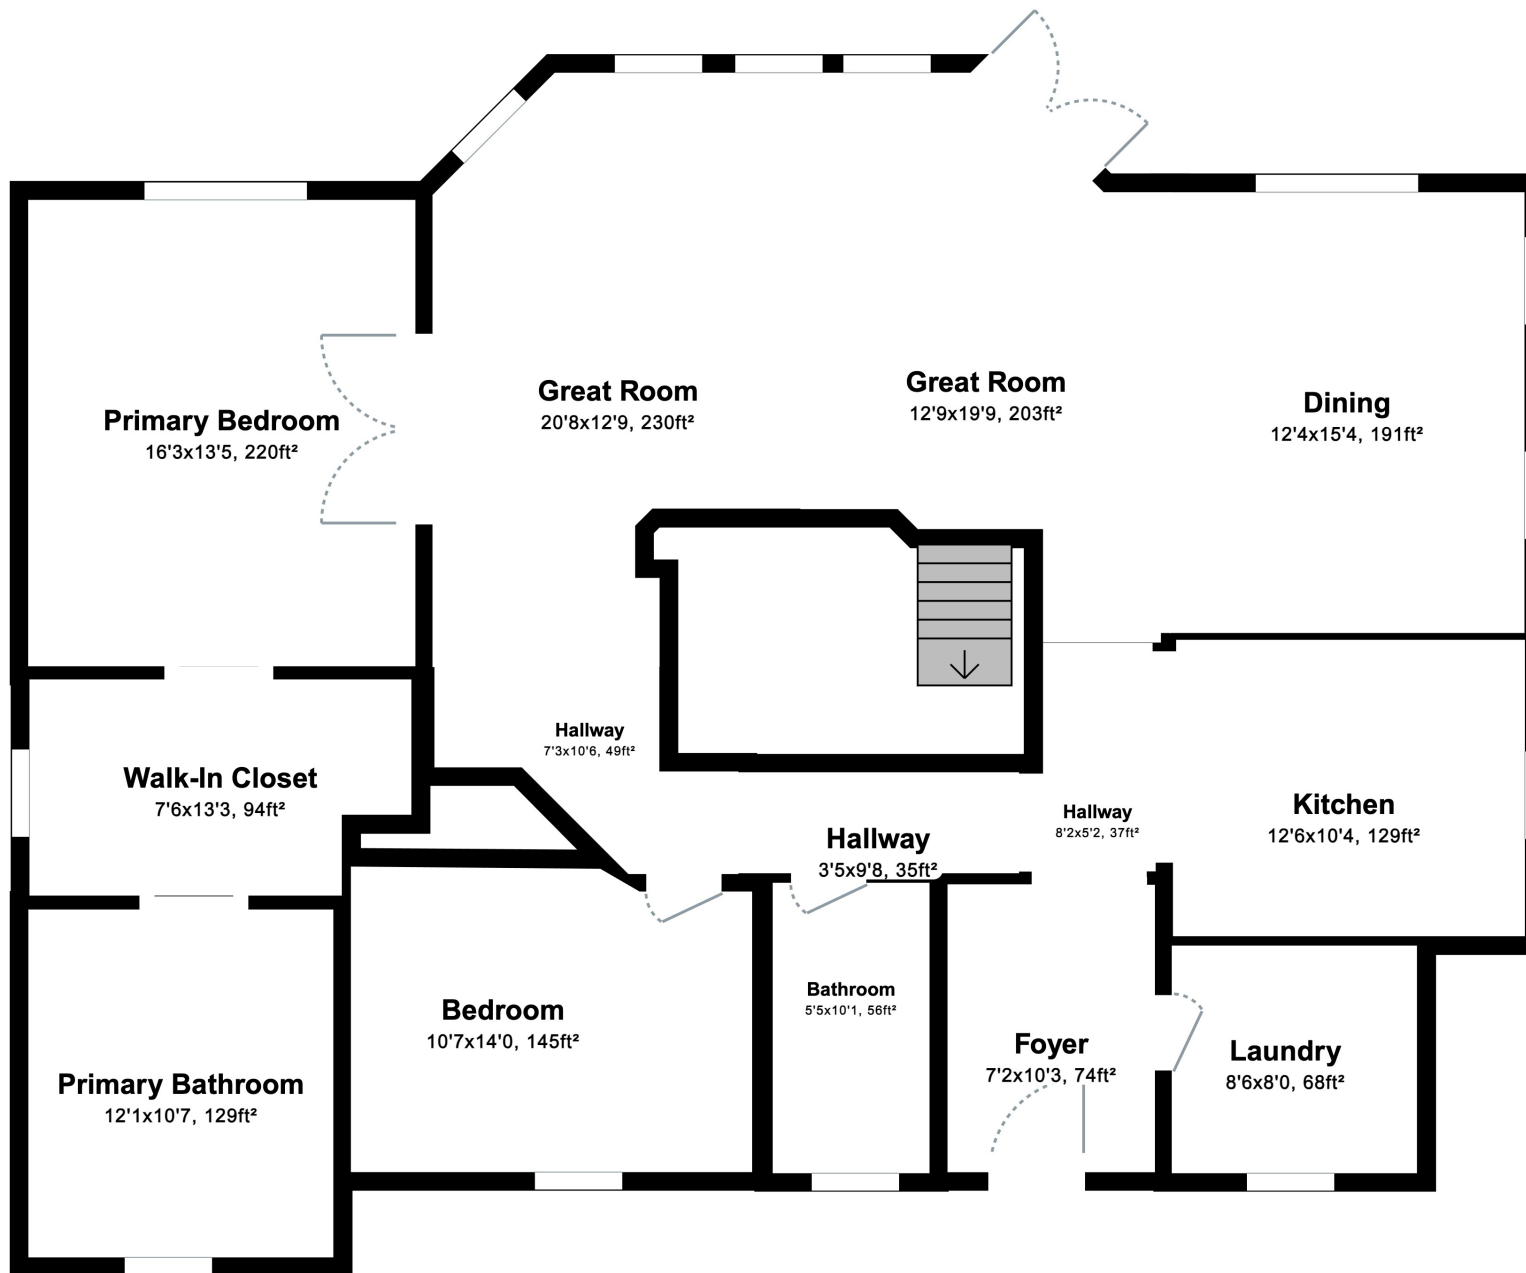 Great Room
12'9x19'9, 203ft²
Great Room
20'8x12'9, 230ft²
Dining
12'4x15'4, 191ft²
Primary Bedroom
16'3x13'5, 220ft²
Hallway
7'3x10'6, 49ft²
Walk-In Closet
7'6x13'3, 94ft²
Hallway
3'5x9'8, 35ft²
Hallway
8'2x5'2, 37ft²
Kitchen
12'6x10'4, 129ft²
Bedroom
10'7x14'0, 145ft²
Bathroom
5'5x10'1, 56ft²
Foyer
7'2x10'3, 74ft²
Laundry
8'6x8'0, 68ft²
Primary Bathroom
12'1x10'7, 129ft²